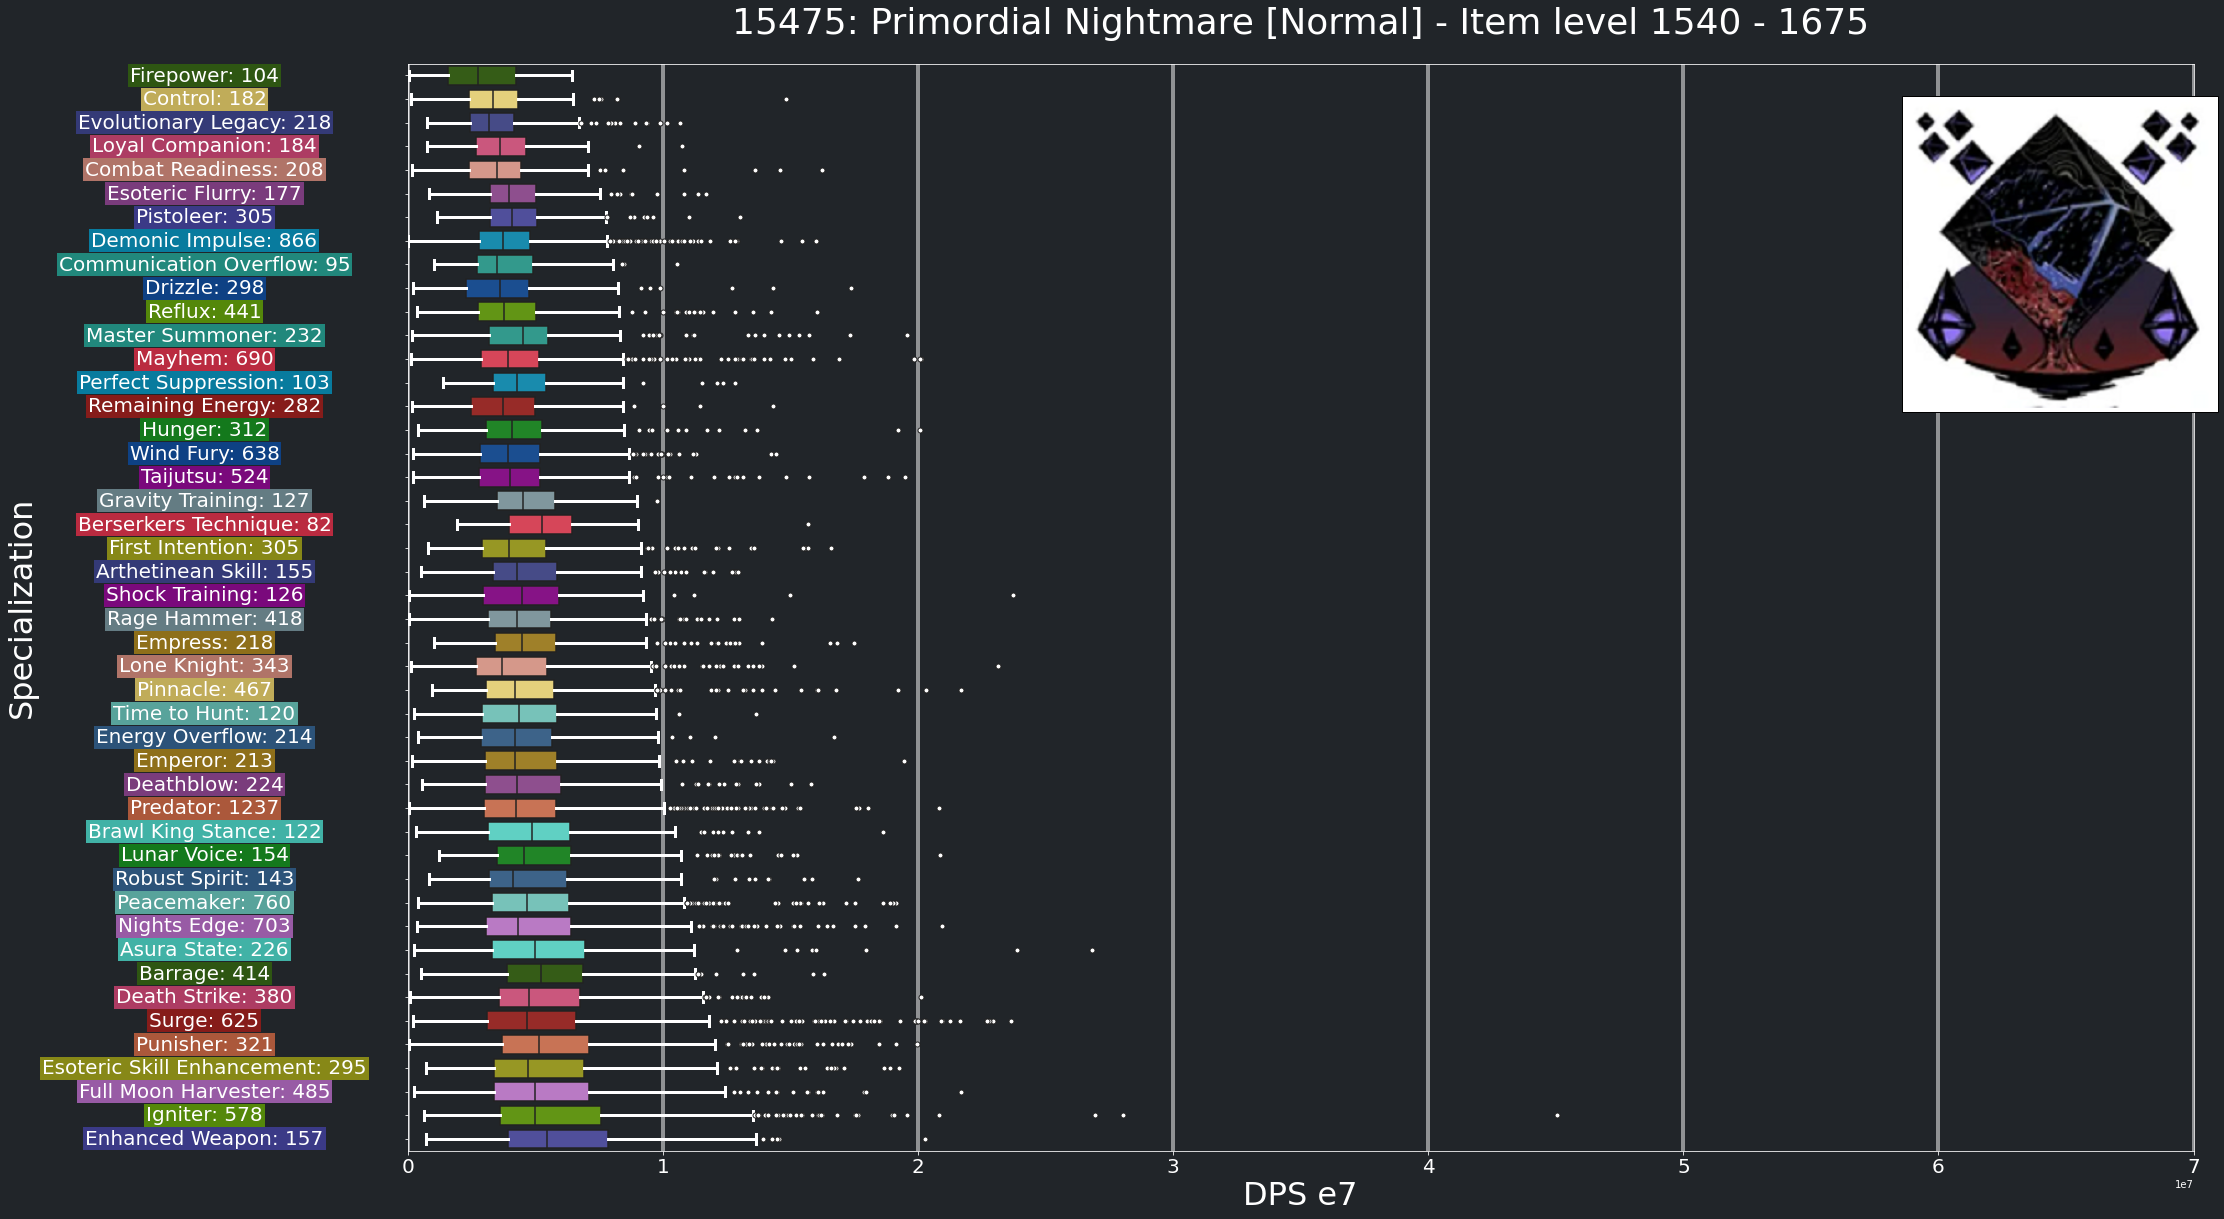 15475: Primordial Nightmare [Normal] - Item level 1540 - 1675
Firepower: 104
Control: 182
Evolutionary Legacy: 218
Loyal Companion: 184
Combat Readiness: 208
Esoteric Flurry: 177
Pistoleer: 305
Demonic Impulse: 866
Communication Overflow: 95
Drizzle: 298
Reflux: 441
Master Summoner: 232
Mayhem: 690
Perfect Suppression: 103
Remaining Energy: 282
Hunger: 312
Wind Fury: 638
Taijutsu: 524
Gravity Training: 127
Berserkers Technique: 82
First Intention: 305
Arthetinean Skill: 155
Shock Training: 126
Rage Hammer: 418
Empress: 218
Lone Knight: 343
Pinnacle: 467
Time to Hunt: 120
Energy Overflow: 214
Emperor: 213
Deathblow: 224
Predator: 1237
Brawl King Stance: 122
Lunar Voice: 154
Robust Spirit: 143
Peacemaker: 760
Nights Edge: 703
Asura State: 226
Barrage: 414
Death Strike: 380
Surge: 625
Punisher: 321
Esoteric Skill Enhancement: 295
Full Moon Harvester: 485
Igniter: 578
Enhanced Weapon: 157
Specialization
0 1 2 3 4 5 6 7
1e7
DPS e7